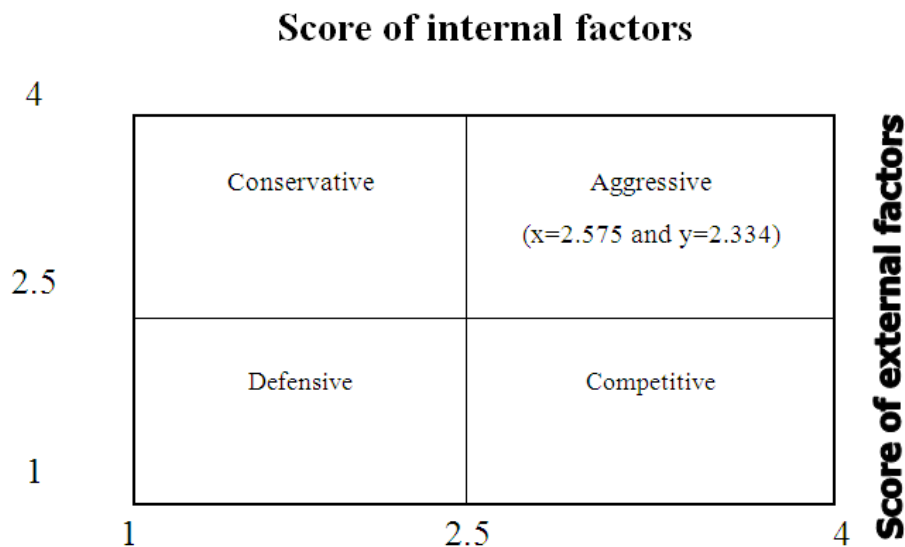 Score of internal factors
4
Conservative
Aggressive
(x=2.575 and y=2.334)
2.5
Defensive
Competitive
1
1
2.5
4
Score of external factors